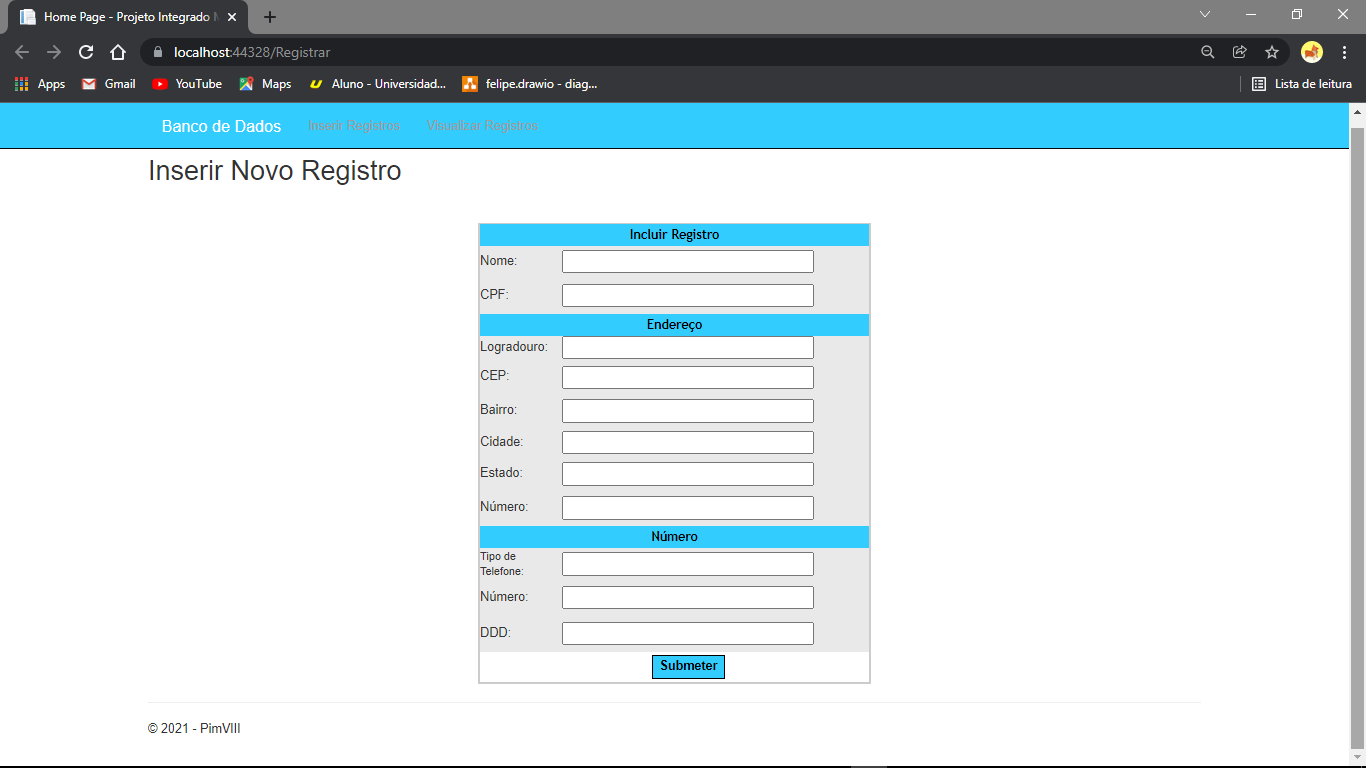 Home Page - Projeto Integrado
localhost:44328/Registrar
Apps Gmail YouTube Maps Aluno - Universidad... felipe.drawio - diag... Lista de leitura
Banco de Dados Inserir Registros Visualizar Registros
Inserir Novo Registro
Incluir Registro
Nome:
CPF:
Endereço
Logradouro:
CEP:
Bairro:
Cidade:
Estado:
Número:
Número
Tipo de
Telefone:
Número:
DDD:
Submeter
© 2021 - PimVIII